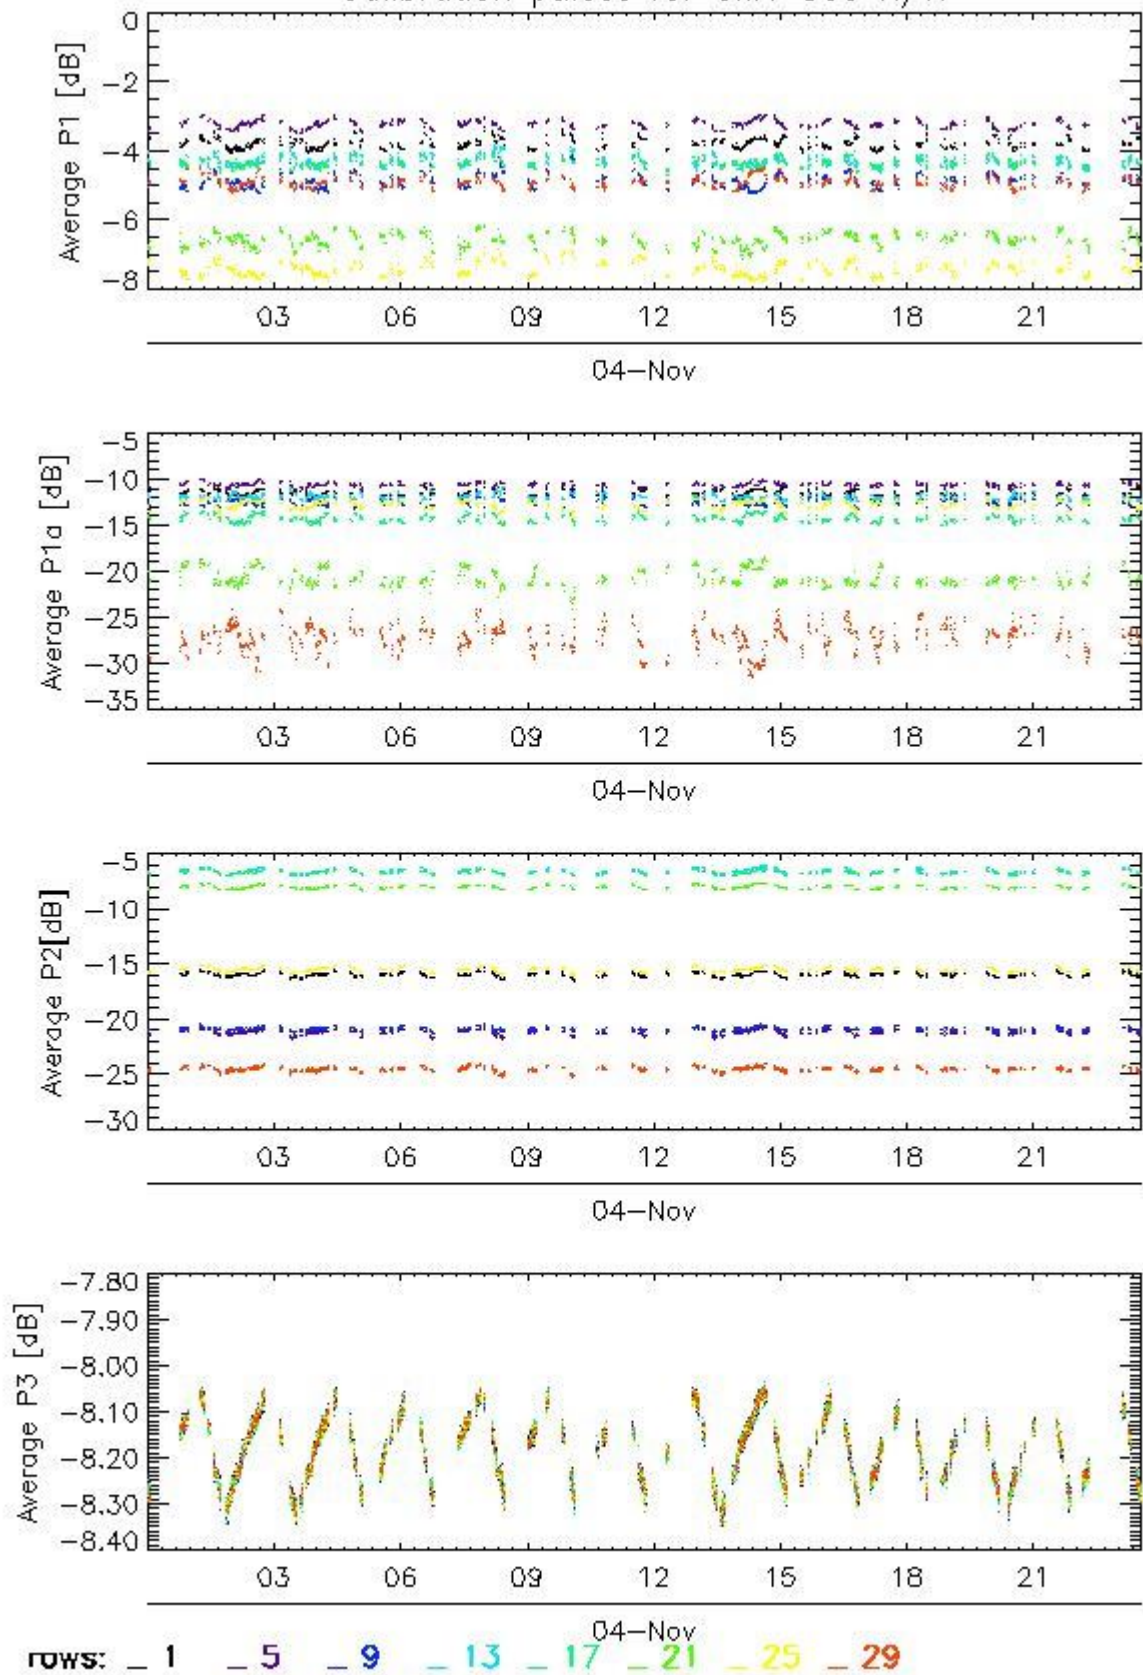 Average P1 [dB]
0
−2
−4
−6
−8
03 06 09 12 15 18 21
04−Nov
Average P1a [dB]
−5
−10
−15
−20
−25
−30
−35
03 06 09 12 15 18 21
04−Nov
Average P2[dB]
−5
−10
−15
−20
−25
−30
03 06 09 12 15 18 21
04−Nov
Average P3 [dB]
−7.80
−7.90
−8.00
−8.10
−8.20
−8.30
−8.40
03 06 09 12 15 18 21
04−Nov
rows: _ 1 _ 5 _ 9 _ 13 _ 17 _ 21 _ 25 _ 29